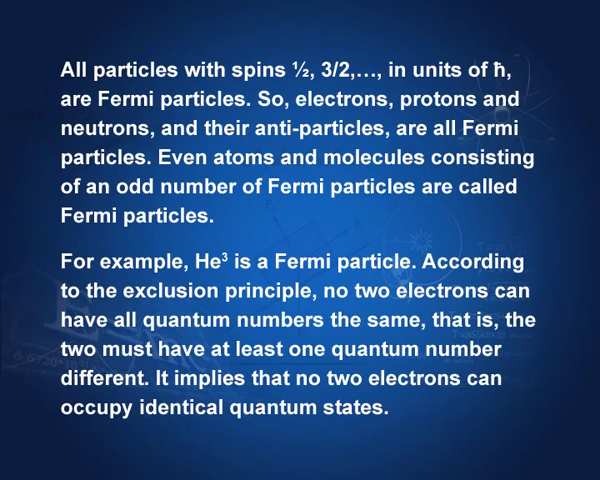 All particles with spins ½, 3/2,…, in units of ħ,
are Fermi particles. So, electrons, protons and
neutrons, and their anti-particles, are all Fermi
particles. Even atoms and molecules consisting
of an odd number of Fermi particles are called
Fermi particles.
For example, He³ is a Fermi particle. According
to the exclusion principle, no two electrons can
have all quantum numbers the same, that is, the
two must have at least one quantum number
different. It implies that no two electrons can
occupy identical quantum states.